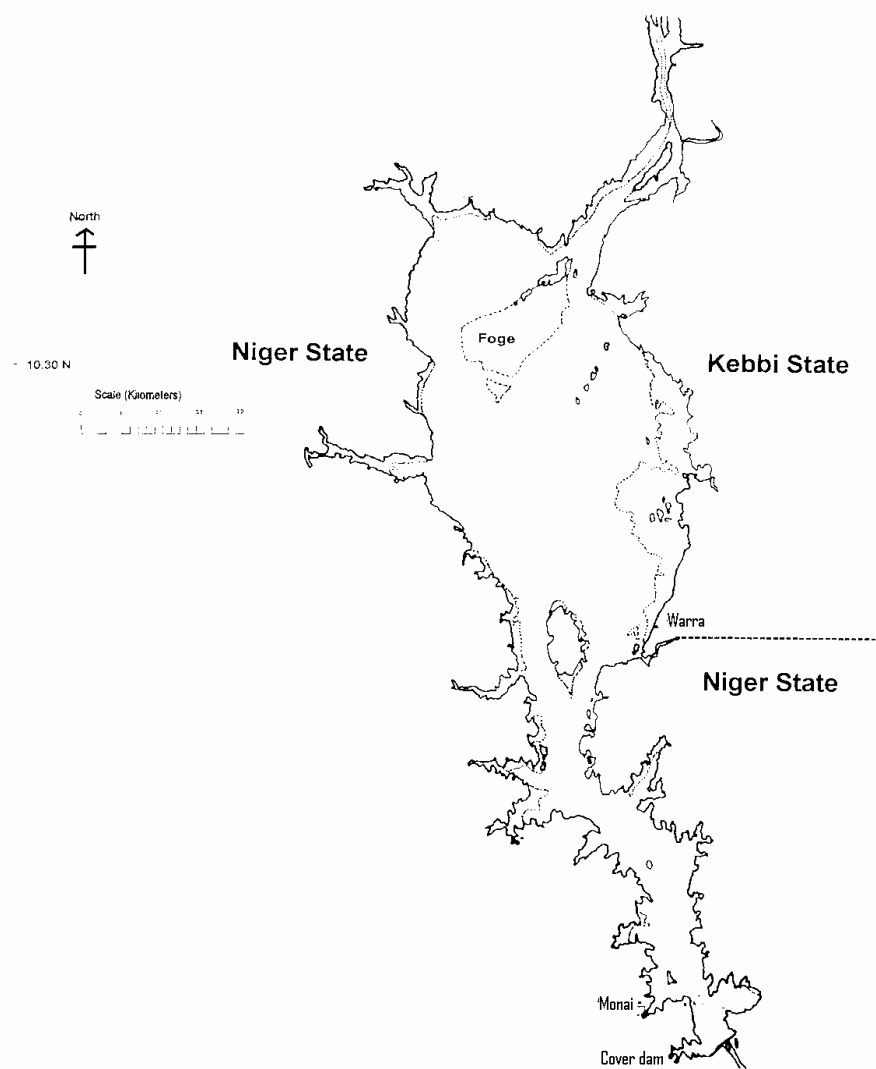 North
Niger State
Foge
Kebbi State
10.30 N
Scale (Kilometers)
Warra
Niger State
Monai
Cover dam